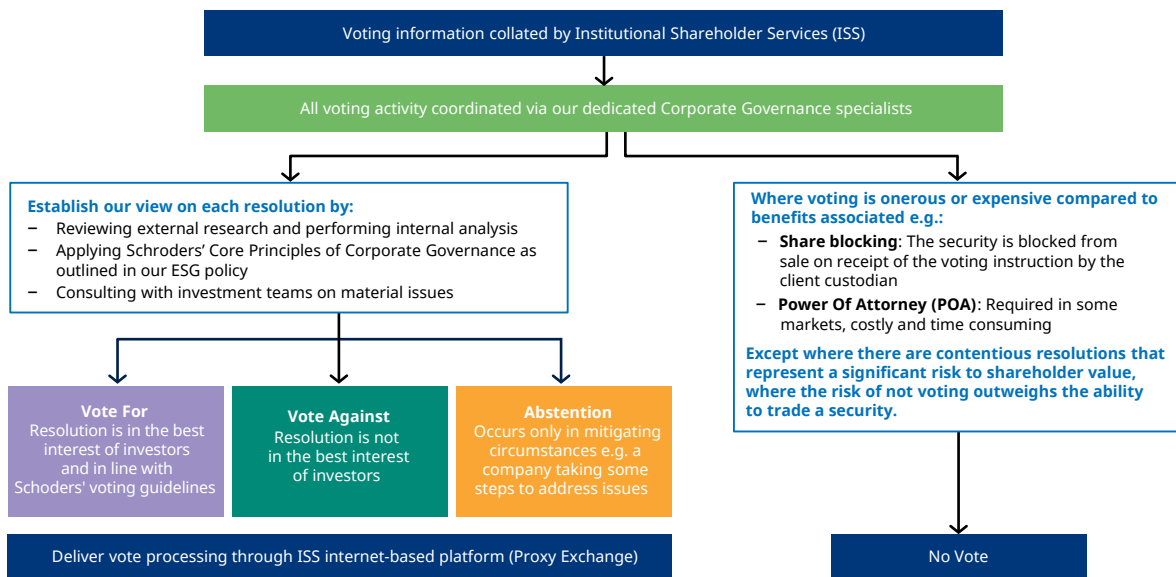 Voting information collated by Institutional Shareholder Services (ISS)
All voting activity coordinated via our dedicated Corporate Governance specialists
Establish our view on each resolution by:
– Reviewing external research and performing internal analysis
– Applying Schroders’ Core Principles of Corporate Governance as
outlined in our ESG policy
– Consulting with investment teams on material issues
Where voting is onerous or expensive compared to
benefits associated e.g.:
– Share blocking: The security is blocked from
sale on receipt of the voting instruction by the
client custodian
– Power Of Attorney (POA): Required in some
markets, costly and time consuming
Except where there are contentious resolutions that
represent a significant risk to shareholder value,
where the risk of not voting outweighs the ability
to trade a security.
Vote For
Resolution is in the best
interest of investors
and in line with
Schoders' voting guidelines
Vote Against
Resolution is not
in the best interest
of investors
Abstention
Occurs only in mitigating
circumstances e.g. a
company taking some
steps to address issues
Deliver vote processing through ISS internet-based platform (Proxy Exchange)
No Vote